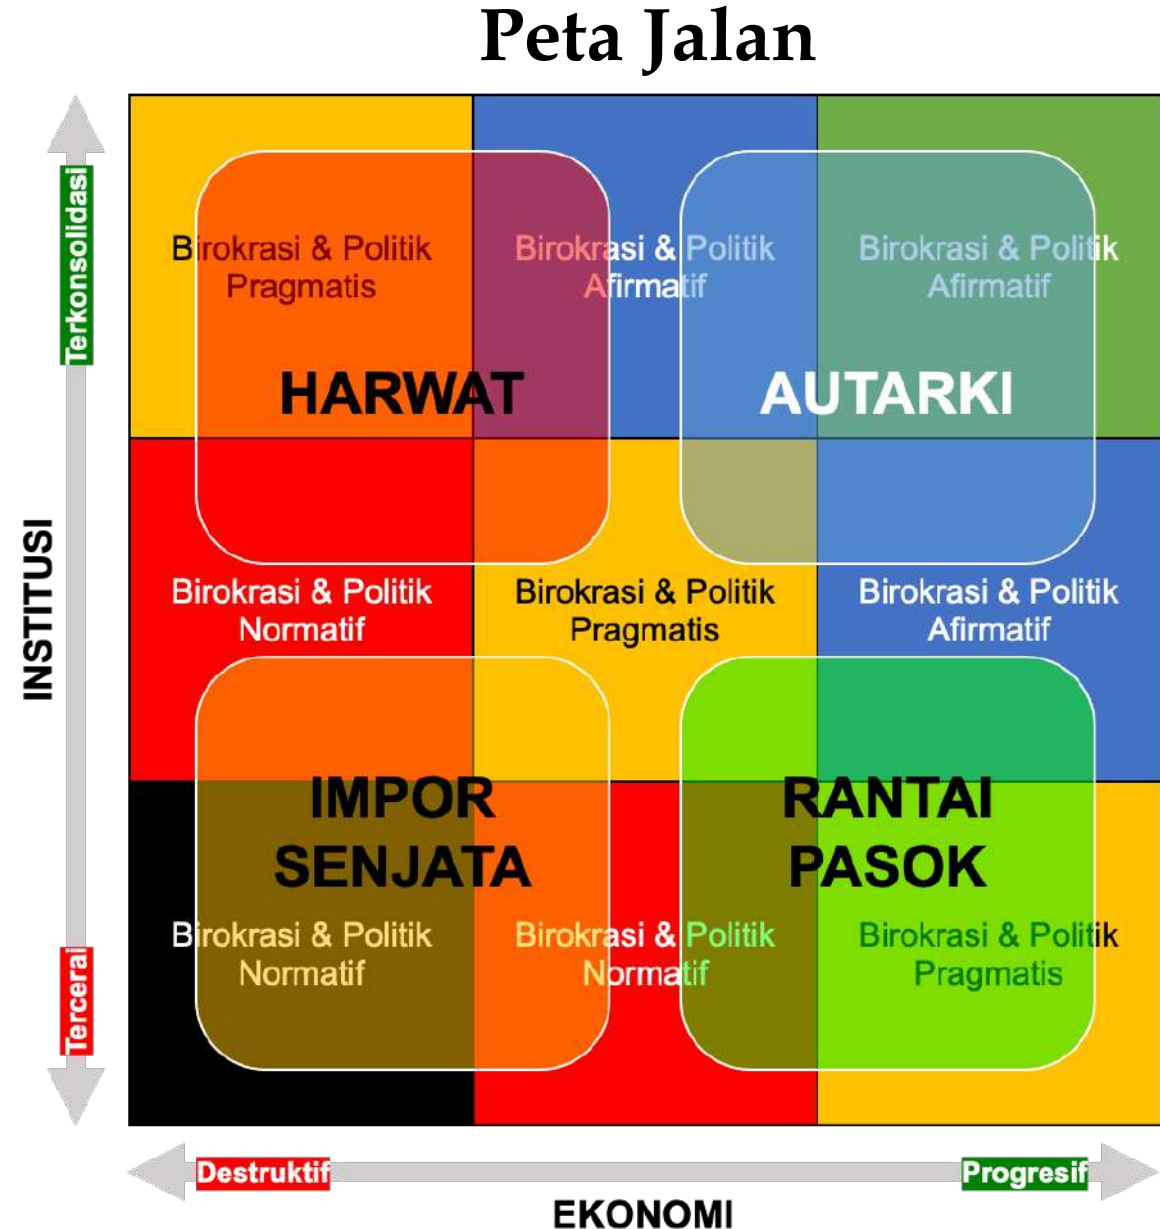 Peta Jalan
Terkonsolidasi
INSTITUSI
Tercerai
Birokrasi & Politik
Pragmatis
Birokrasi & Politik
Afirmatif
Birokrasi & Politik
Afirmatif
HARWAT
AUTARKI
Birokrasi & Politik
Normatif
Birokrasi & Politik
Pragmatis
Birokrasi & Politik
Afirmatif
IMPOR
SENJATA
RANTAI
PASOK
Birokrasi & Politik
Normatif
Birokrasi & Politik
Normatif
Birokrasi & Politik
Pragmatis
Destruktif
Progresif
EKONOMI